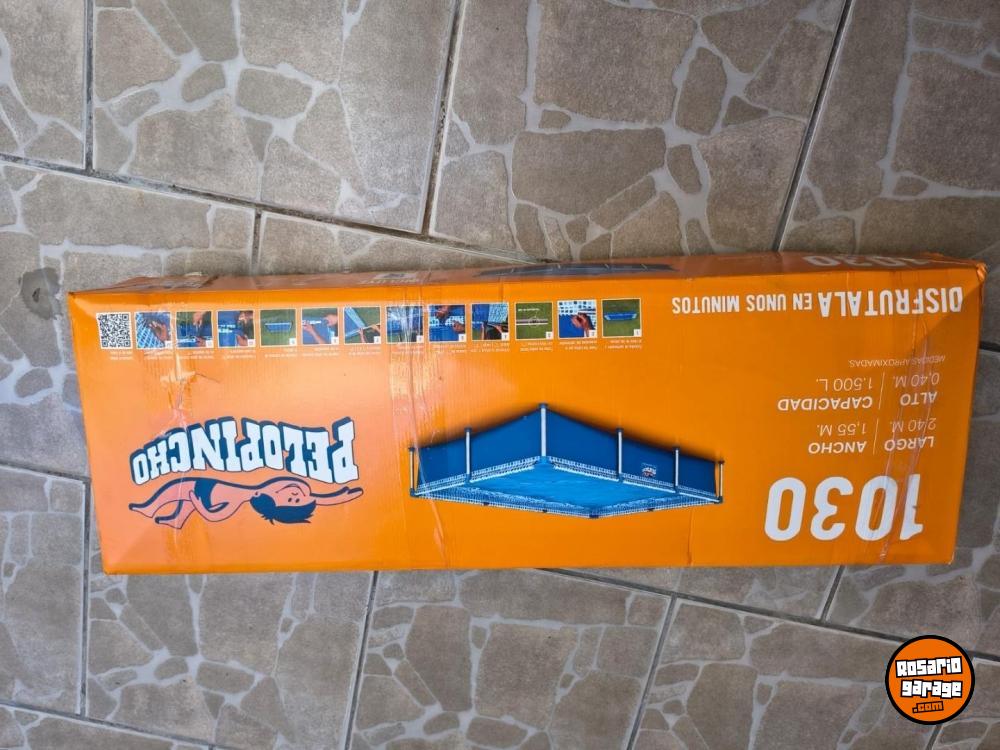 1030
LARGO
2,40 M.
ANCHO
1,55 M.
ALTO
0,40 M.
CAPACIDAD
1.500 L.
MEDIDAS APROXIMADAS.
PELOPINCHO
DISFRUTALA EN UNOS MINUTOS
1030
Rosario
garage
.com